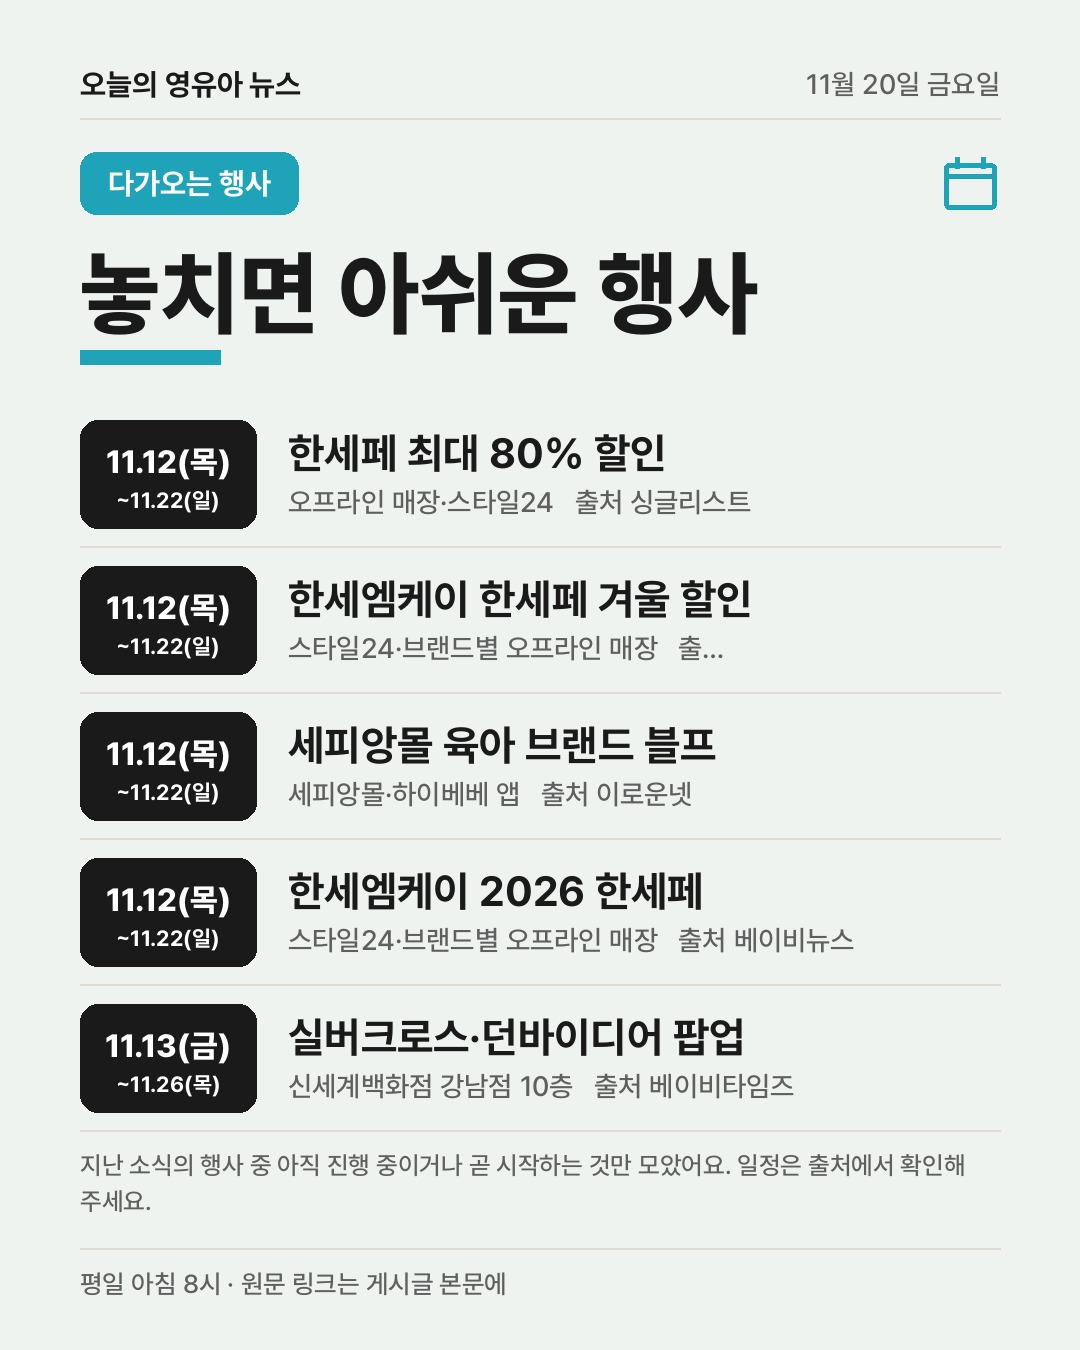 오늘의 영유아 뉴스
11월 20일 금요일
다가오는 행사
놓치면 아쉬운 행사
11.12(목)
~11.22(일)
한세페 최대 80% 할인
오프라인 매장·스타일24 출처 싱글리스트
11.12(목)
~11.22(일)
한세엠케이 한세페 겨울 할인
스타일24·브랜드별 오프라인 매장 출...
11.12(목)
~11.22(일)
세피앙몰 육아 브랜드 블프
세피앙몰·하이베베 앱 출처 이로운넷
11.12(목)
~11.22(일)
한세엠케이 2026 한세페
스타일24·브랜드별 오프라인 매장 출처 베이비뉴스
11.13(금)
~11.26(목)
실버크로스·던바이디어 팝업
신세계백화점 강남점 10층 출처 베이비타임즈
지난 소식의 행사 중 아직 진행 중이거나 곧 시작하는 것만 모았어요. 일정은 출처에서 확인해
주세요.
평일 아침 8시 · 원문 링크는 게시글 본문에